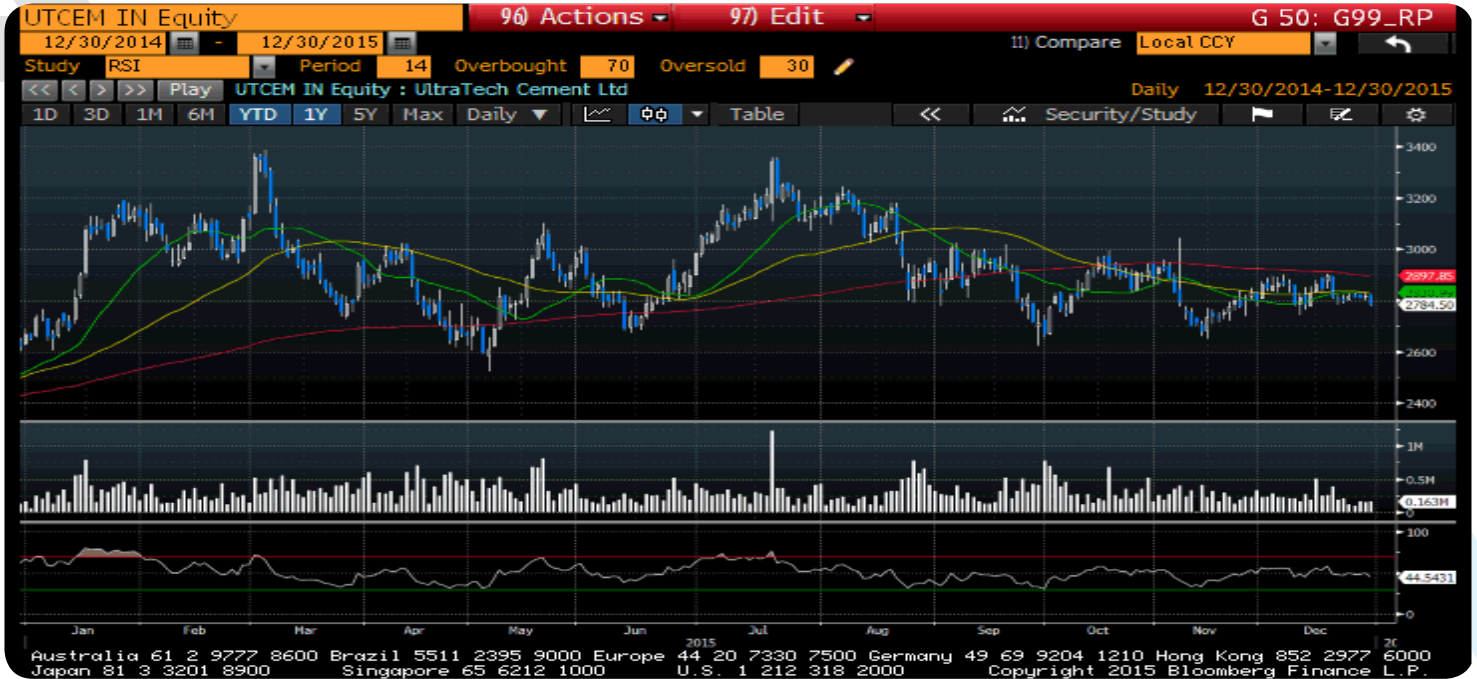 UTCEM IN Equity 96) Actions 97) Edit G 50: G99_RP
12/30/2014 - 12/30/2015 11) Compare Local CCY
Study RSI Period 14 Overbought 70 Oversold 30
<< < > >> Play UTCEM IN Equity : UltraTech Cement Ltd Daily 12/30/2014-12/30/2015
1D 3D 1M 6M YTD 1Y 5Y Max Daily Table << Security/Study
3400
3200
3000
2897.85
2784.50
2600
2400
1M
0.5M
0.163M
0
100
44.5431
0
Jan Feb Mar Apr May Jun Jul Aug Sep Oct Nov Dec
2015
Australia 61 2 9777 8600 Brazil 5511 2395 9000 Europe 44 20 7330 7500 Germany 49 69 9204 1210 Hong Kong 852 2977 6000
Japan 81 3 3201 8900 Singapore 65 6212 1000 U.S. 1 212 318 2000 Copyright 2015 Bloomberg Finance L.P.